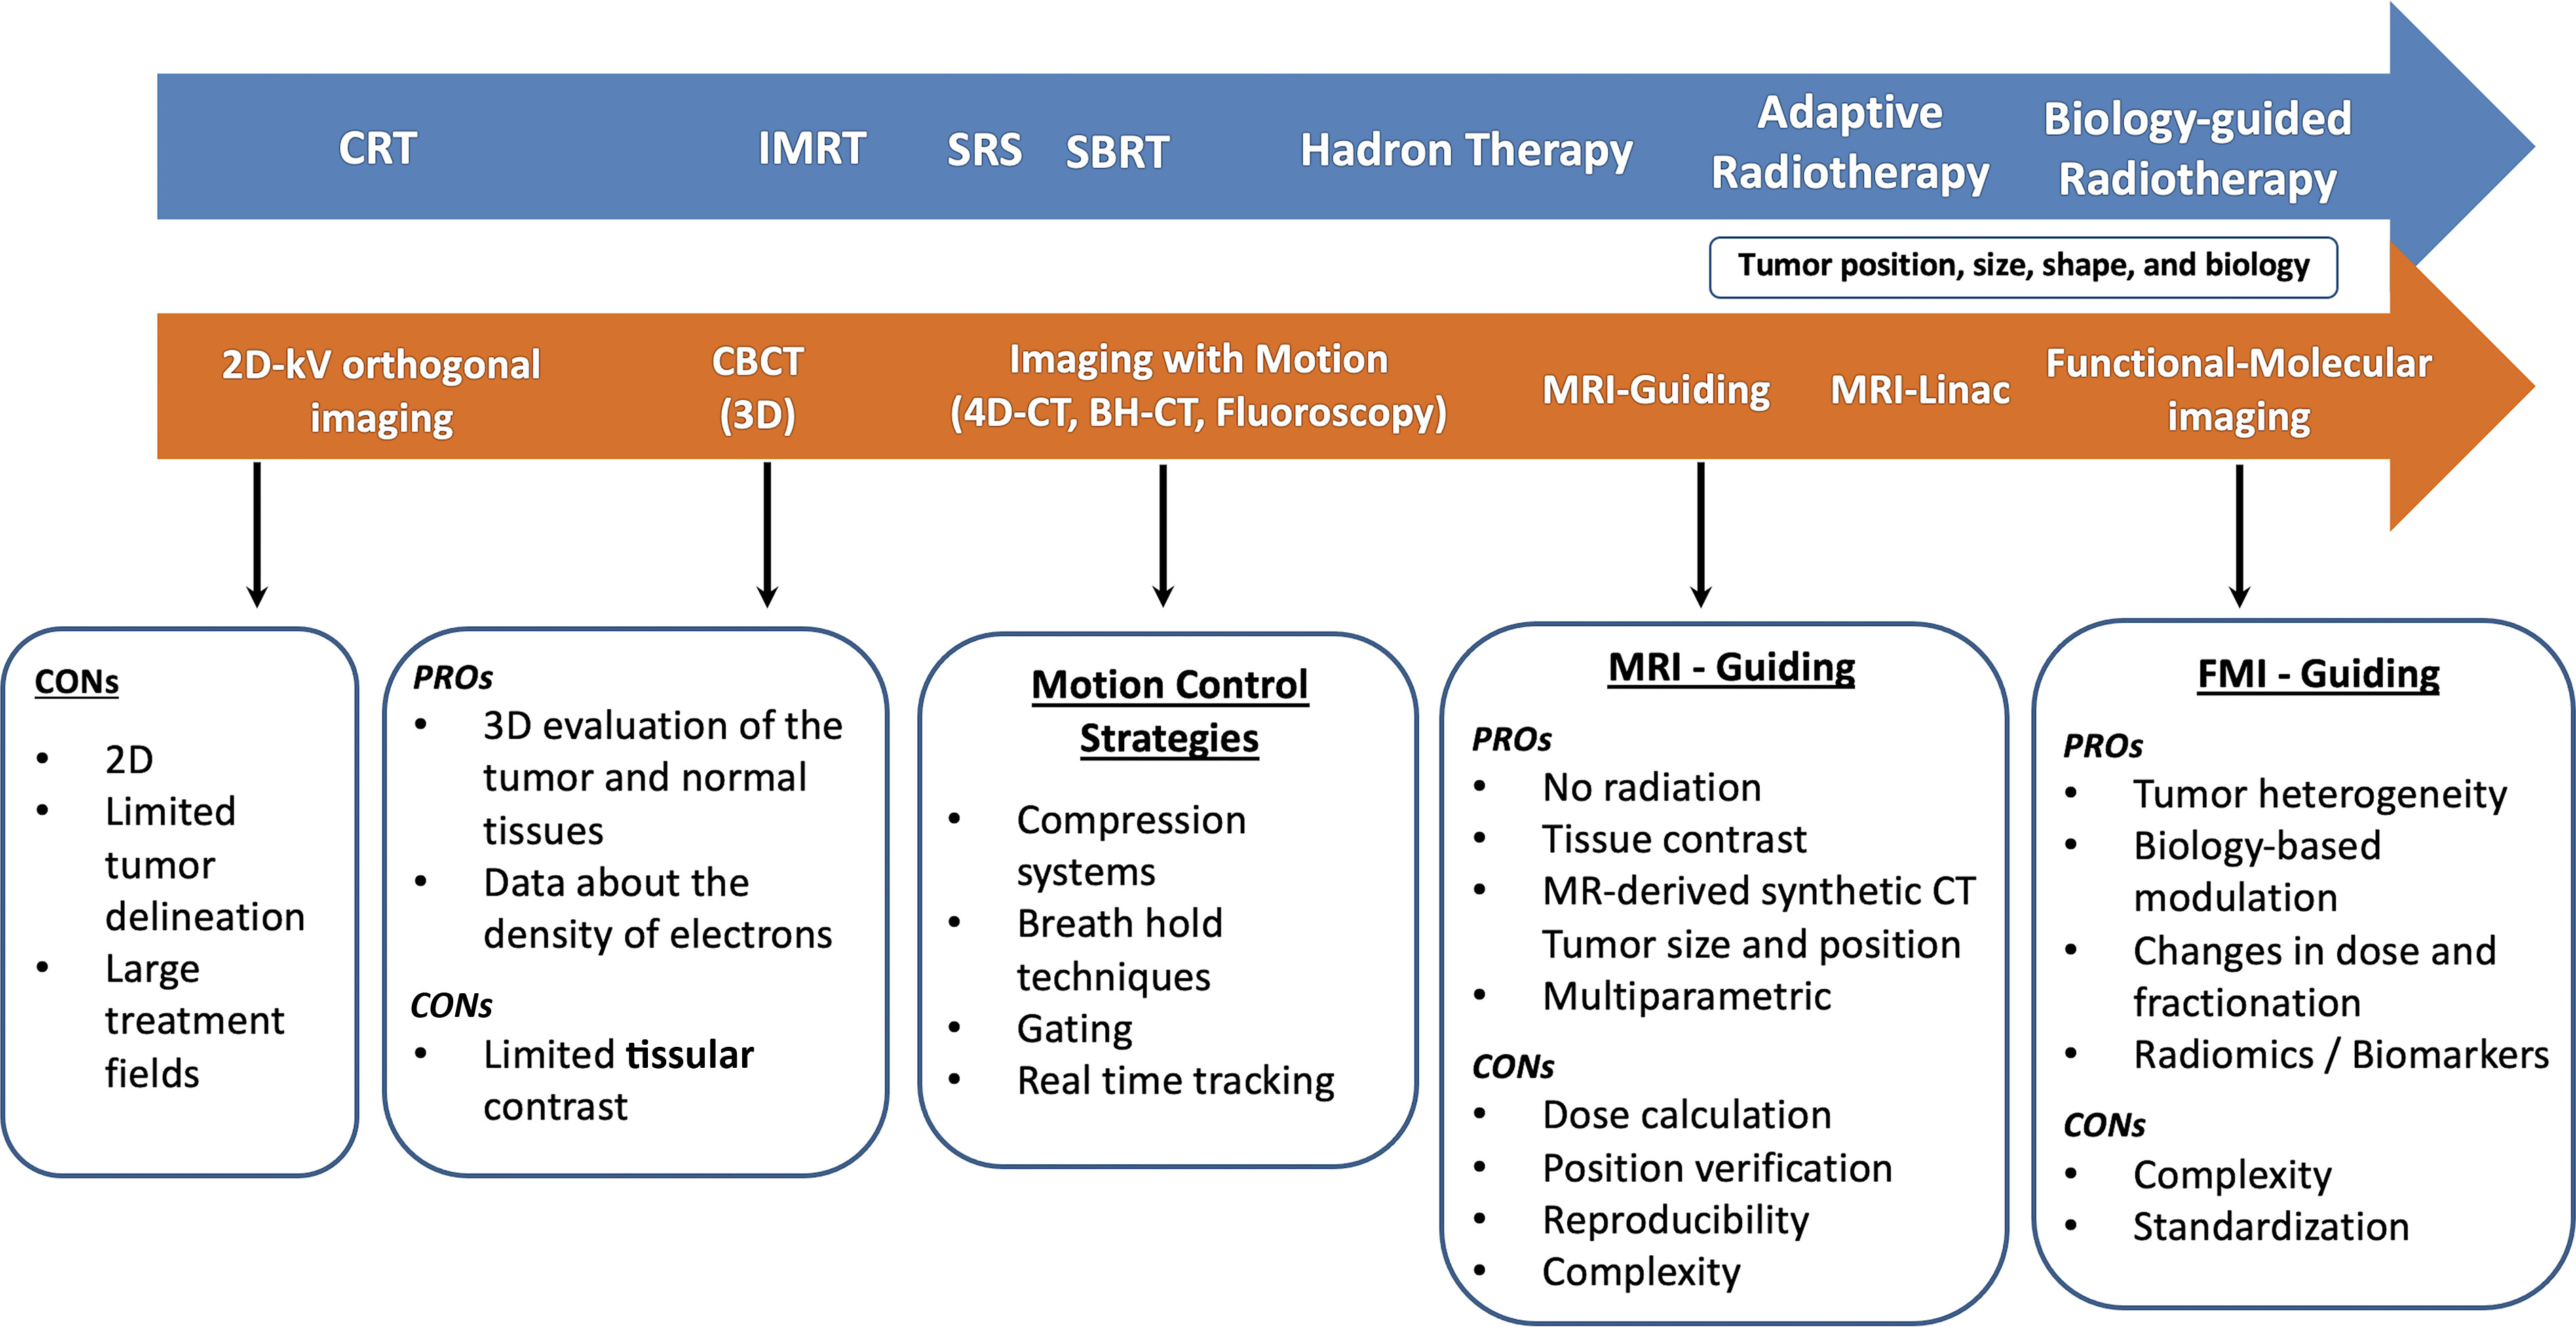 CRT
IMRT
SRS
SBRT
Hadron Therapy
Adaptive
Radiotherapy
Biology-guided
Radiotherapy
Tumor position, size, shape, and biology
2D-kV orthogonal
imaging
CBCT
(3D)
Imaging with Motion
(4D-CT, BH-CT, Fluoroscopy)
MRI-Guiding
MRI-Linac
Functional-Molecular
imaging
CONs
• 2D
• Limited
tumor
delineation
• Large
treatment
fields
PROs
• 3D evaluation of the
tumor and normal
tissues
• Data about the
density of electrons
CONs
• Limited tissular
contrast
Motion Control
Strategies
• Compression
systems
• Breath hold
techniques
• Gating
• Real time tracking
MRI - Guiding
PROs
• No radiation
• Tissue contrast
• MR-derived synthetic CT
Tumor size and position
• Multiparametric
CONs
• Dose calculation
• Position verification
• Reproducibility
• Complexity
FMI - Guiding
PROs
• Tumor heterogeneity
• Biology-based
modulation
• Changes in dose and
fractionation
• Radiomics / Biomarkers
CONs
• Complexity
• Standardization